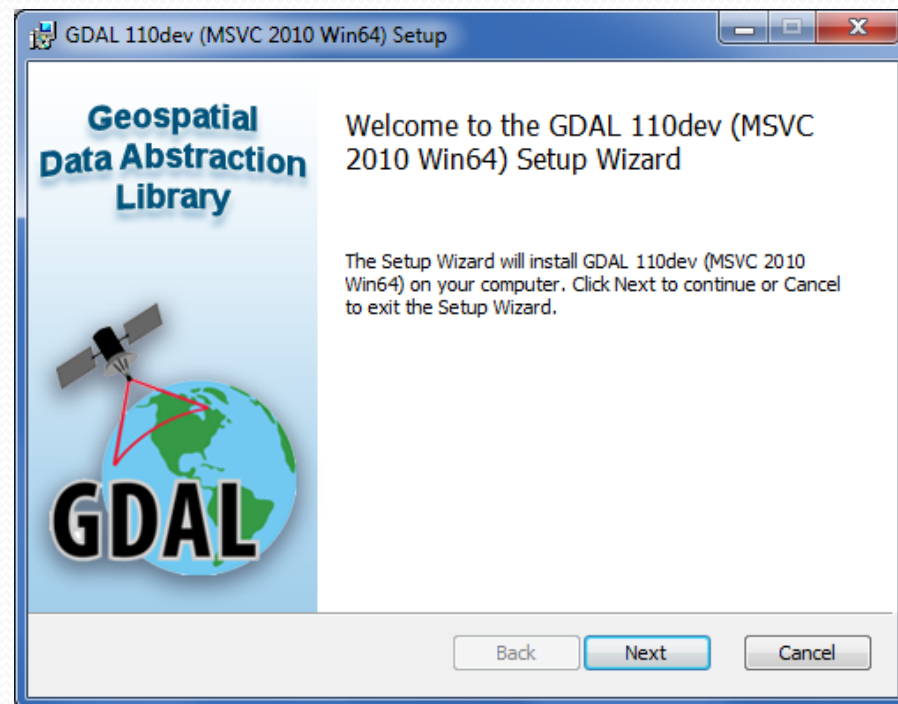 GDAL 110dev (MSVC 2010 Win64) Setup
Geospatial
Data Abstraction
Library
Welcome to the GDAL 110dev (MSVC
2010 Win64) Setup Wizard
The Setup Wizard will install GDAL 110dev (MSVC 2010
Win64) on your computer. Click Next to continue or Cancel
to exit the Setup Wizard.
GDAL
Back
Next
Cancel